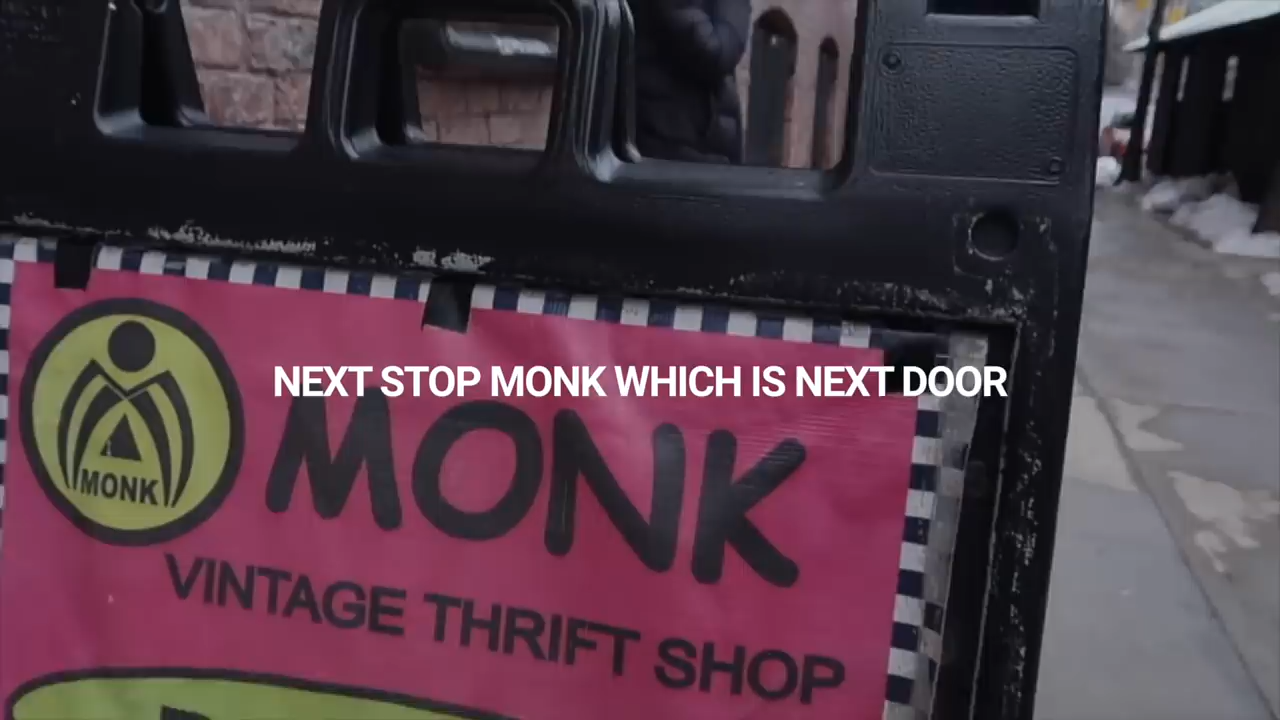 NEXT STOP MONK WHICH IS NEXT DOOR
MONK
MONK
VINTAGE THRIFT SHOP